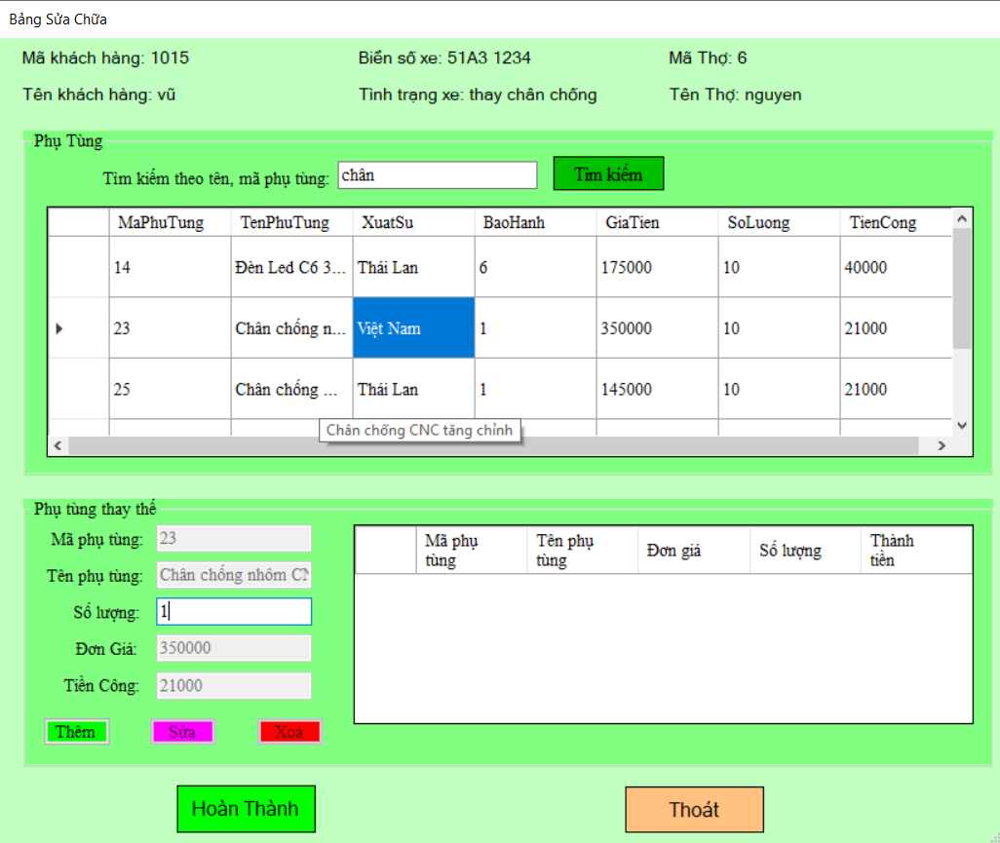 Bảng Sửa Chữa
Mã khách hàng: 1015 Biển số xe: 51A3 1234 Mã Thợ: 6
Tên khách hàng: vũ Tình trạng xe: thay chân chống Tên Thợ: nguyen
Phụ Tùng
Tìm kiếm theo tên, mã phụ tùng: chân Tìm kiếm
MaPhuTung TenPhuTung XuatSu BaoHanh GiaTien SoLuong TienCong
14 Đèn Led C6 3... Thái Lan 6 175000 10 40000
23 Chân chống n... Việt Nam 1 350000 10 21000
25 Chân chống ... Thái Lan 1 145000 10 21000
Chân chống CNC tăng chỉnh
Phụ tùng thay thế
Mã phụ tùng: 23
Tên phụ tùng: Chân chống nhôm CN
Số lượng: 1
Đơn Giá: 350000
Tiền Công: 21000
Thêm Sửa Xoá
Mã phụ tùng Tên phụ tùng Đơn giá Số lượng Thành tiền
Hoàn Thành Thoát